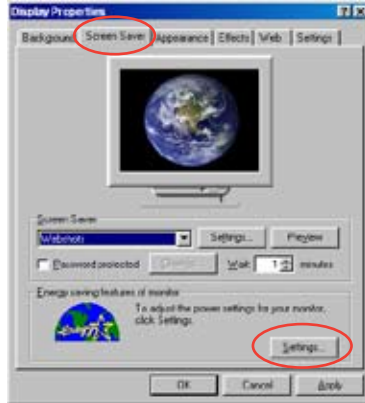 Display Properties
Background Screen Saver Appearance Effects Web Settings
Screen Saver
Webshots Settings... Preview
Password protected Change... Wait: 1 minutes
Energy saving features of monitor
To adjust the power settings for your monitor,
click Settings.
Settings...
OK Cancel Apply